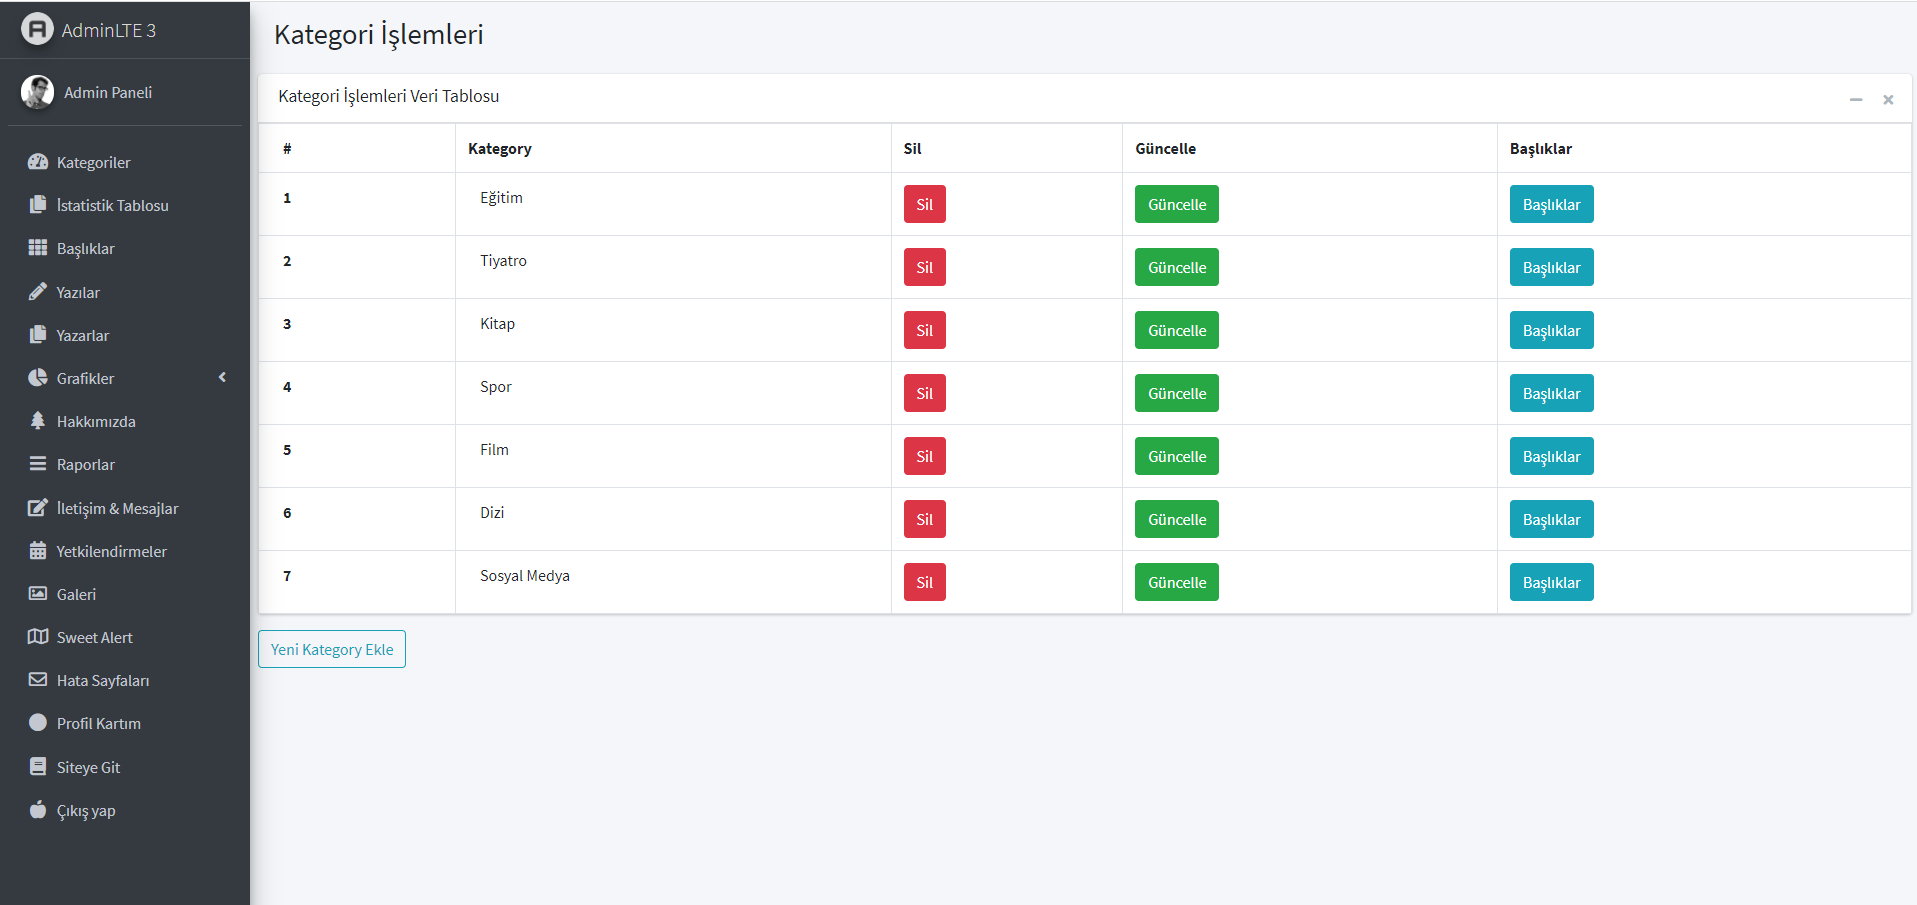 AdminLTE 3
Admin Paneli
Kategoriler
İstatistik Tablosu
Başlıklar
Yazılar
Yazarlar
Grafikler
Hakkımızda
Raporlar
İletişim & Mesajlar
Yetkilendirmeler
Galeri
Sweet Alert
Hata Sayfaları
Profil Kartım
Siteye Git
Çıkış yap
Kategori İşlemleri
Kategori İşlemleri Veri Tablosu
# Kategory Sil Güncelle Başlıklar
1 Eğitim Sil Güncelle Başlıklar
2 Tiyatro Sil Güncelle Başlıklar
3 Kitap Sil Güncelle Başlıklar
4 Spor Sil Güncelle Başlıklar
5 Film Sil Güncelle Başlıklar
6 Dizi Sil Güncelle Başlıklar
7 Sosyal Medya Sil Güncelle Başlıklar
Yeni Kategory Ekle